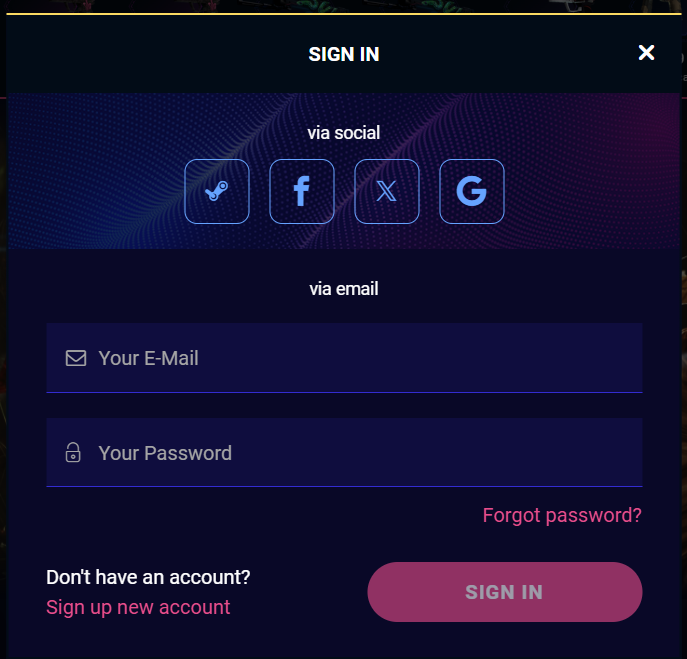 SIGN IN
via social
via email
Your E-Mail
Your Password
Forgot password?
Don't have an account?
Sign up new account
SIGN IN